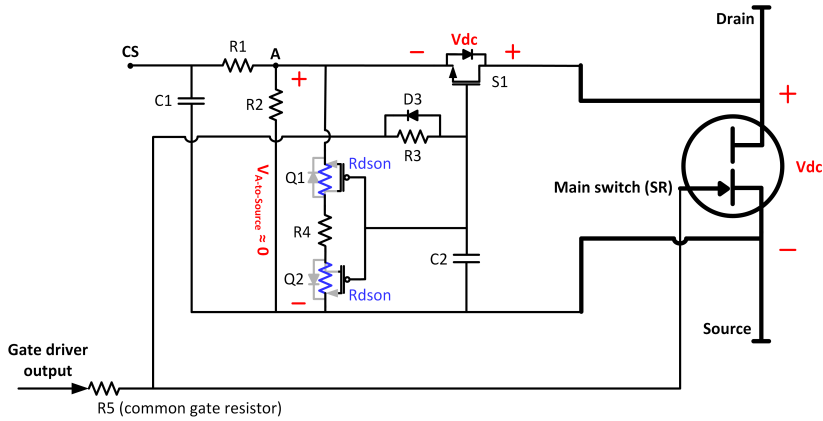 Drain
CS
R1
A
−
Vdc
+
S1
C1
+
R2
D3
+
R3
Rdson
Q1
Vdc
V A-to-Source ≈ 0
Main switch (SR)
R4
C2
−
Q2
−
Rdson
Source
Gate driver
output
R5 (common gate resistor)